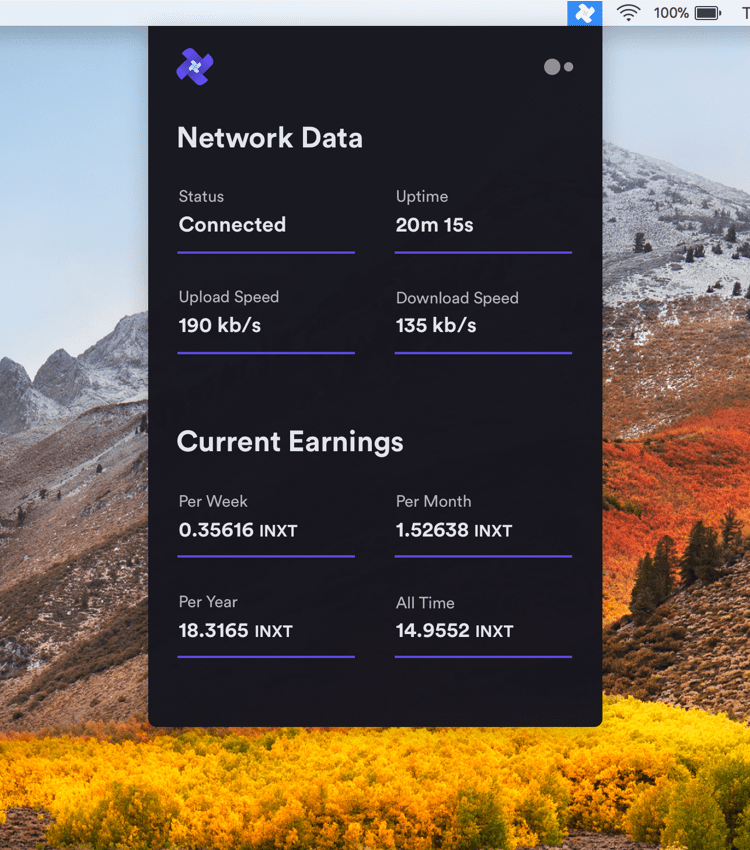 100%
Network Data
Status
Uptime
Connected
20m 15s
Upload Speed
Download Speed
190 kb/s
135 kb/s
Current Earnings
Per Week
Per Month
0.35616 INXT
1.52638 INXT
Per Year
All Time
18.3165 INXT
14.9552 INXT